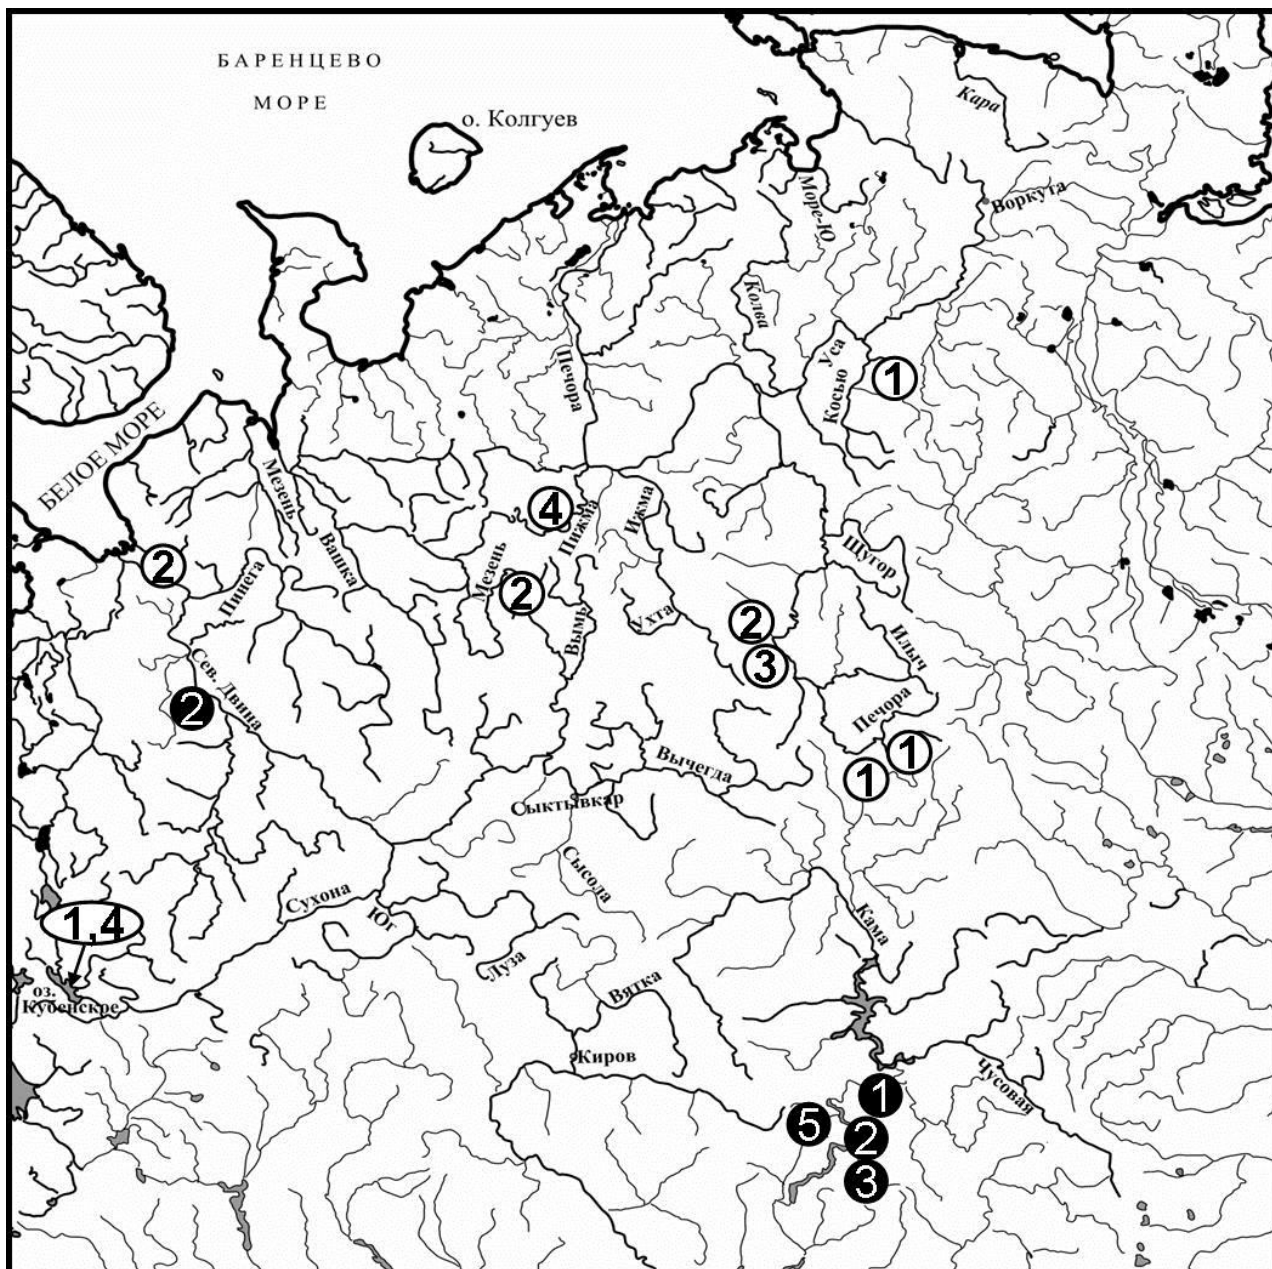 БАРЕНЦЕВО
МОРЕ
о. Колгуев
Кара
Воркута
Море-Ю
Колва
Уса
Косью
1
Печора
БЕЛОЕ МОРЕ
Мезень
Вашка
4
Пижма
Ижма
2
Пинега
Мезень
2
Вымь
Ухта
Щугор
2
3
Илыч
Сев. Двина
2
Печора
1
1
Вычегда
Сыктывкар
Сысола
Сухона
Юг
1,4
Луза
Кама
Вятка
оз.
Кубенское
Киров
Чусовая
1
5
2
3